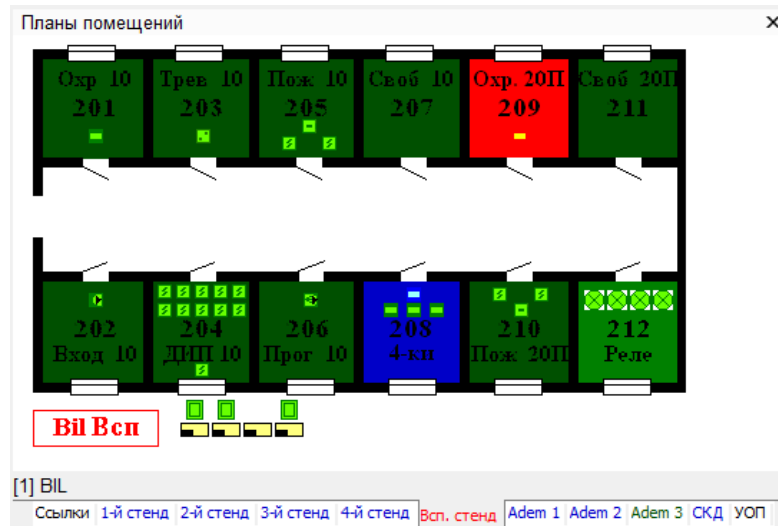 Планы помещений
Охр 10 Трев 10 Пож 10 Своб 10 Охр. 20П Своб 20П
201 203 205 207 209 211
202 204 206 208 210 212
Вход 10 ДИП 10 Прог 10 4-кп Пож 20П Реле
Bil Всп
[1] BIL
Ссылки 1-й стенд 2-й стенд 3-й стенд 4-й стенд Всп. стенд Adem 1 Adem 2 Adem 3 СКД УОП